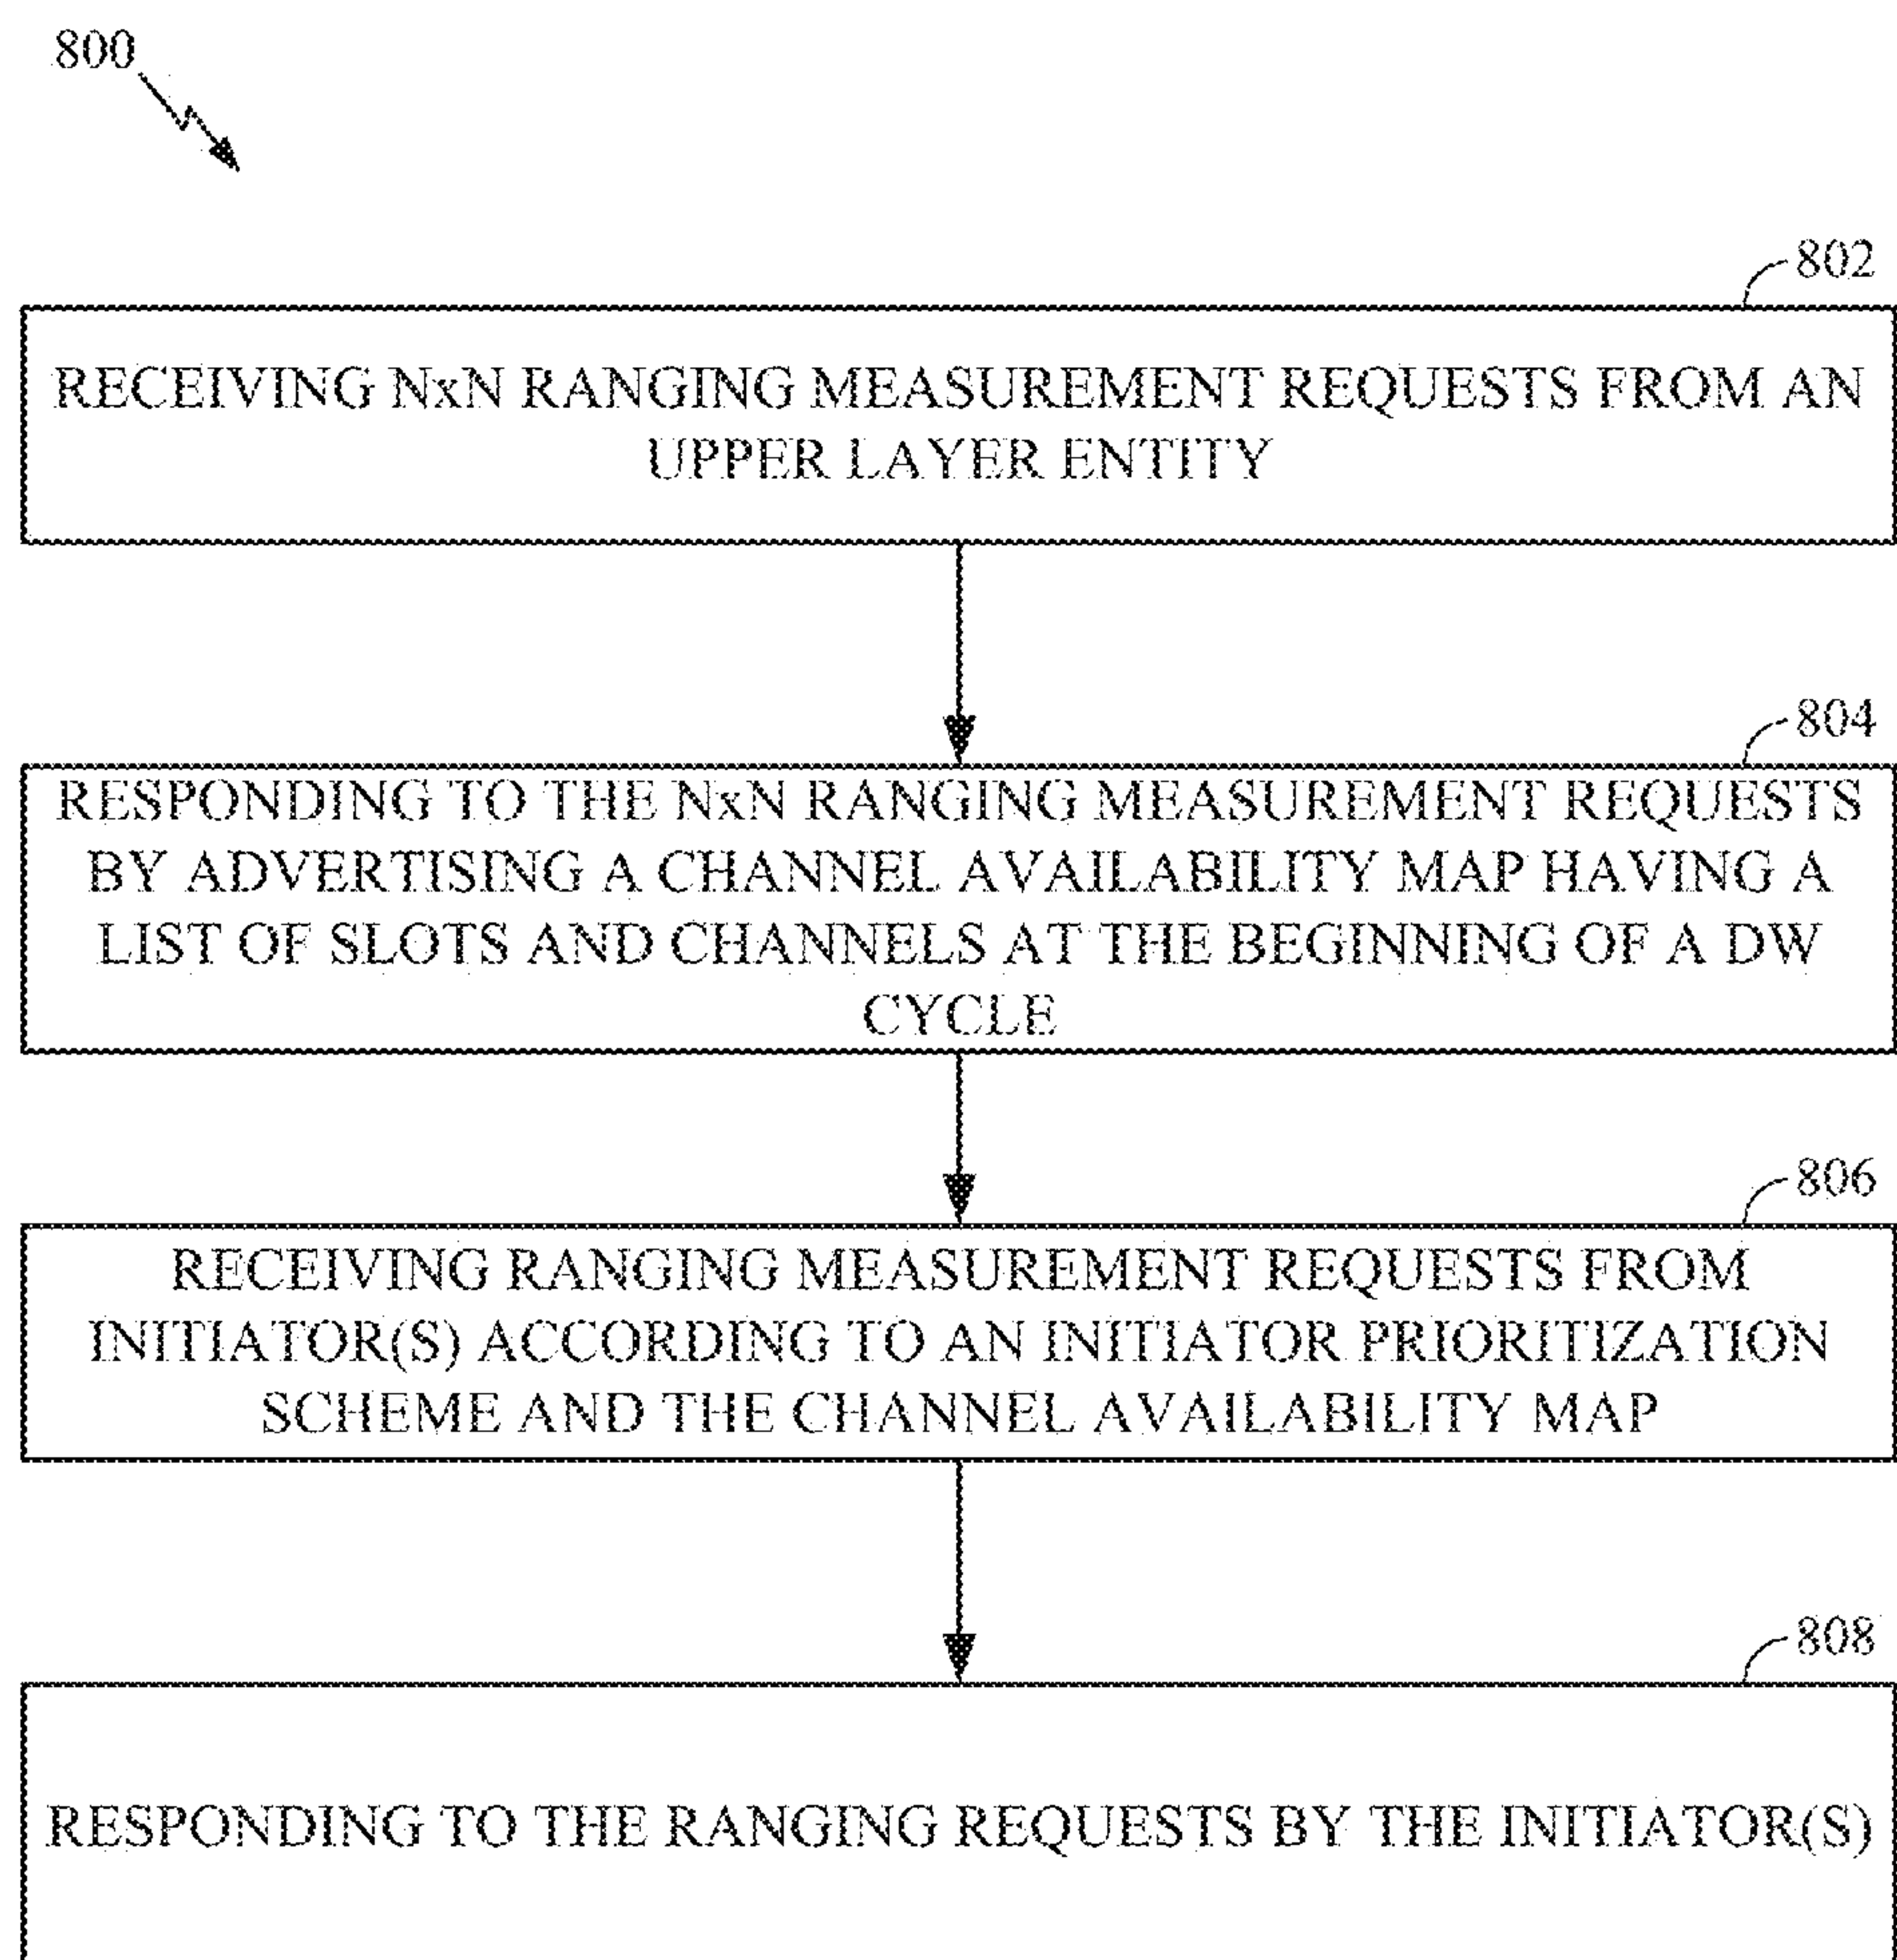 800
802
RECEIVING NxN RANGING MEASUREMENT REQUESTS FROM AN
UPPER LAYER ENTITY
804
RESPONDING TO THE NxN RANGING MEASUREMENT REQUESTS
BY ADVERTISING A CHANNEL AVAILABILITY MAP HAVING A
LIST OF SLOTS AND CHANNELS AT THE BEGINNING OF A DW
CYCLE
806
RECEIVING RANGING MEASUREMENT REQUESTS FROM
INITIATOR(S) ACCORDING TO AN INITIATOR PRIORITIZATION
SCHEME AND THE CHANNEL AVAILABILITY MAP
808
RESPONDING TO THE RANGING REQUESTS BY THE INITIATOR(S)